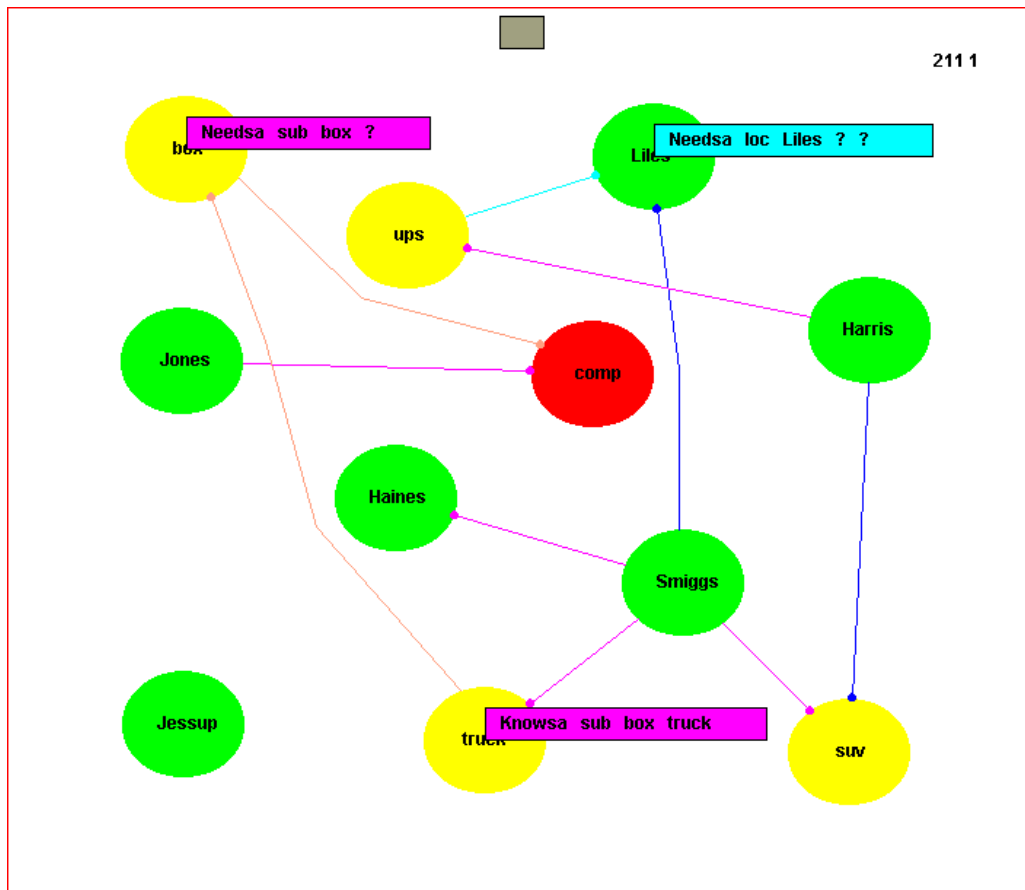 211 1
Needsa sub box ?
box
Needsa loc Liles ? ?
Liles
ups
Harris
Jones
comp
Haines
Smiggs
Jessup
Knowsa sub box truck
truck
suv